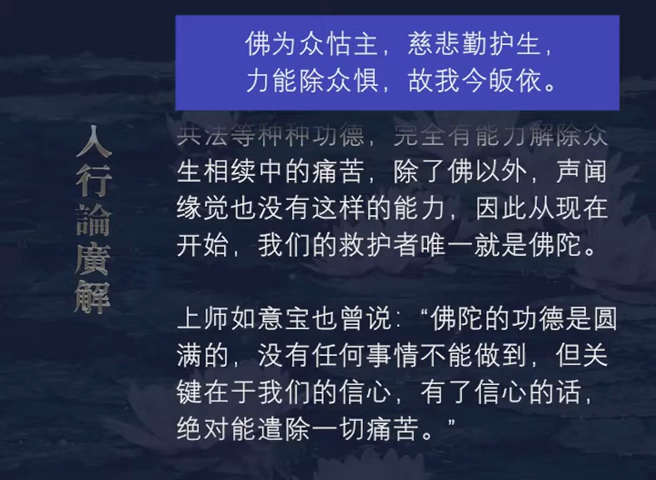 佛为众怙主，慈悲勤护生，
力能除众惧，故我今皈依。
共法等种种功德，完全有能力解除众
生相续中的痛苦，除了佛以外，声闻
缘觉也没有这样的能力，因此从现在
开始，我们的救护者唯一就是佛陀。
上师如意宝也曾说：“佛陀的功德是圆
满的，没有任何事情不能做到，但关
键在于我们的信心，有了信心的话，
绝对能遣除一切痛苦。”
入行論廣解